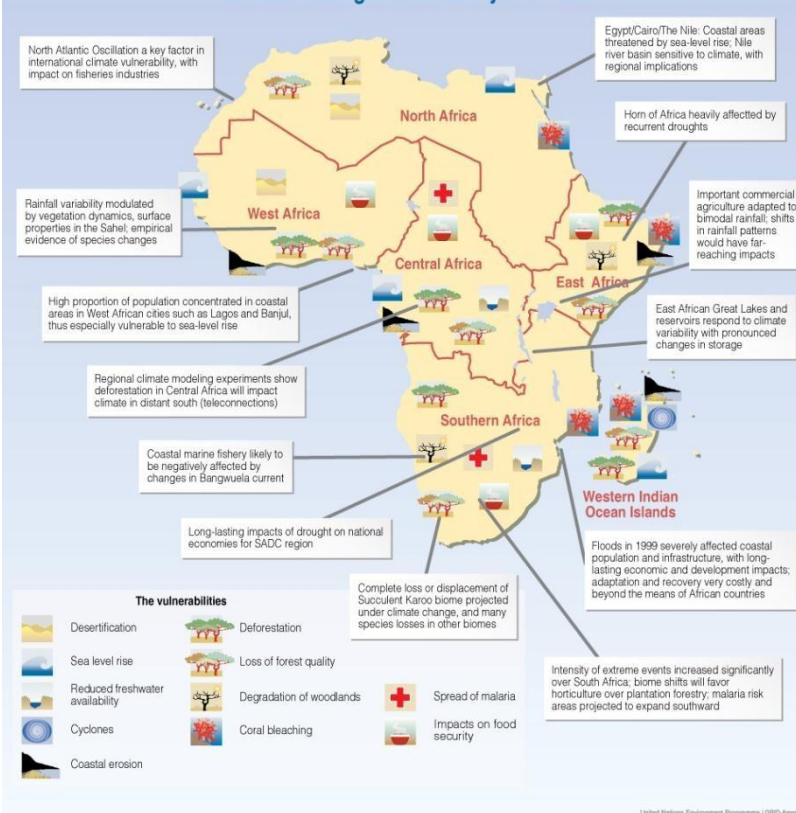 North Atlantic Oscillation a key factor in
international climate vulnerability, with
impact on fisheries industries
Egypt/Cairo/The Nile: Coastal areas
threatened by sea-level rise; Nile
river basin sensitive to climate, with
regional implications
North Africa
Horn of Africa heavily affectted by
recurrent droughts
Rainfall variability modulated
by vegetation dynamics, surface
properties in the Sahel; empirical
evidence of species changes
West Africa
Important commercial
agriculture adapted to
bimodal rainfall; shifts
in rainfall patterns
would have far-
reaching impacts
Central Africa
East Africa
High proportion of population concentrated in coastal
areas in West African cities such as Lagos and Banjul,
thus especially vulnerable to sea-level rise
East African Great Lakes and
reservoirs respond to climate
variability with pronounced
changes in storage
Regional climate modeling experiments show
deforestation in Central Africa will impact
climate in distant south (teleconnections)
Southern Africa
Coastal marine fishery likely to
be negatively affected by
changes in Bangwuela current
Western Indian
Ocean Islands
Long-lasting impacts of drought on national
economies for SADC region
Floods in 1999 severely affected coastal
population and infrastructure, with long-
lasting economic and development impacts;
adaptation and recovery very costly and
beyond the means of African countries
Complete loss or displacement of
Succulent Karoo biome projected
under climate change, and many
species losses in other biomes
Intensity of extreme events increased significantly
over South Africa; biome shifts will favor
horticulture over plantation forestry; malaria risk
areas projected to expand southward
The vulnerabilities
Desertification
Sea level rise
Reduced freshwater
availability
Cyclones
Coastal erosion
Deforestation
Loss of forest quality
Degradation of woodlands
Coral bleaching
Spread of malaria
Impacts on food
security